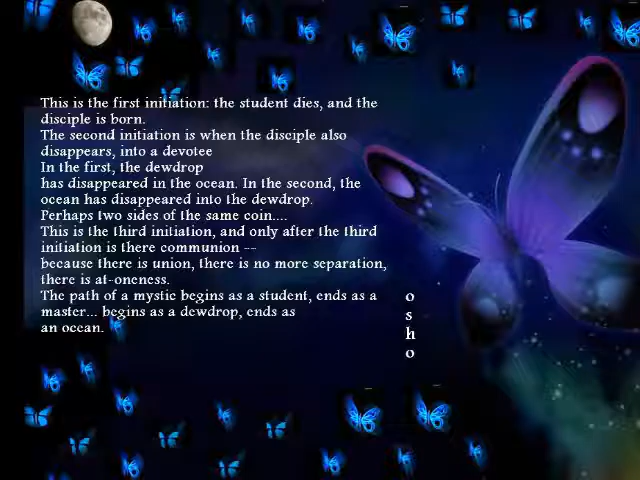 This is the first initiation: the student dies, and the
disciple is born.
The second initiation is when the disciple also
disappears, into a devotee
In the first, the dewdrop
has disappeared in the ocean. In the second, the
ocean has disappeared into the dewdrop.
Perhaps two sides of the same coin....
This is the third initiation, and only after the third
initiation is there communion --
because there is union, there is no more separation,
there is at-oneness.
The path of a mystic begins as a student, ends as a
master... begins as a dewdrop, ends as
an ocean.
o
s
h
o